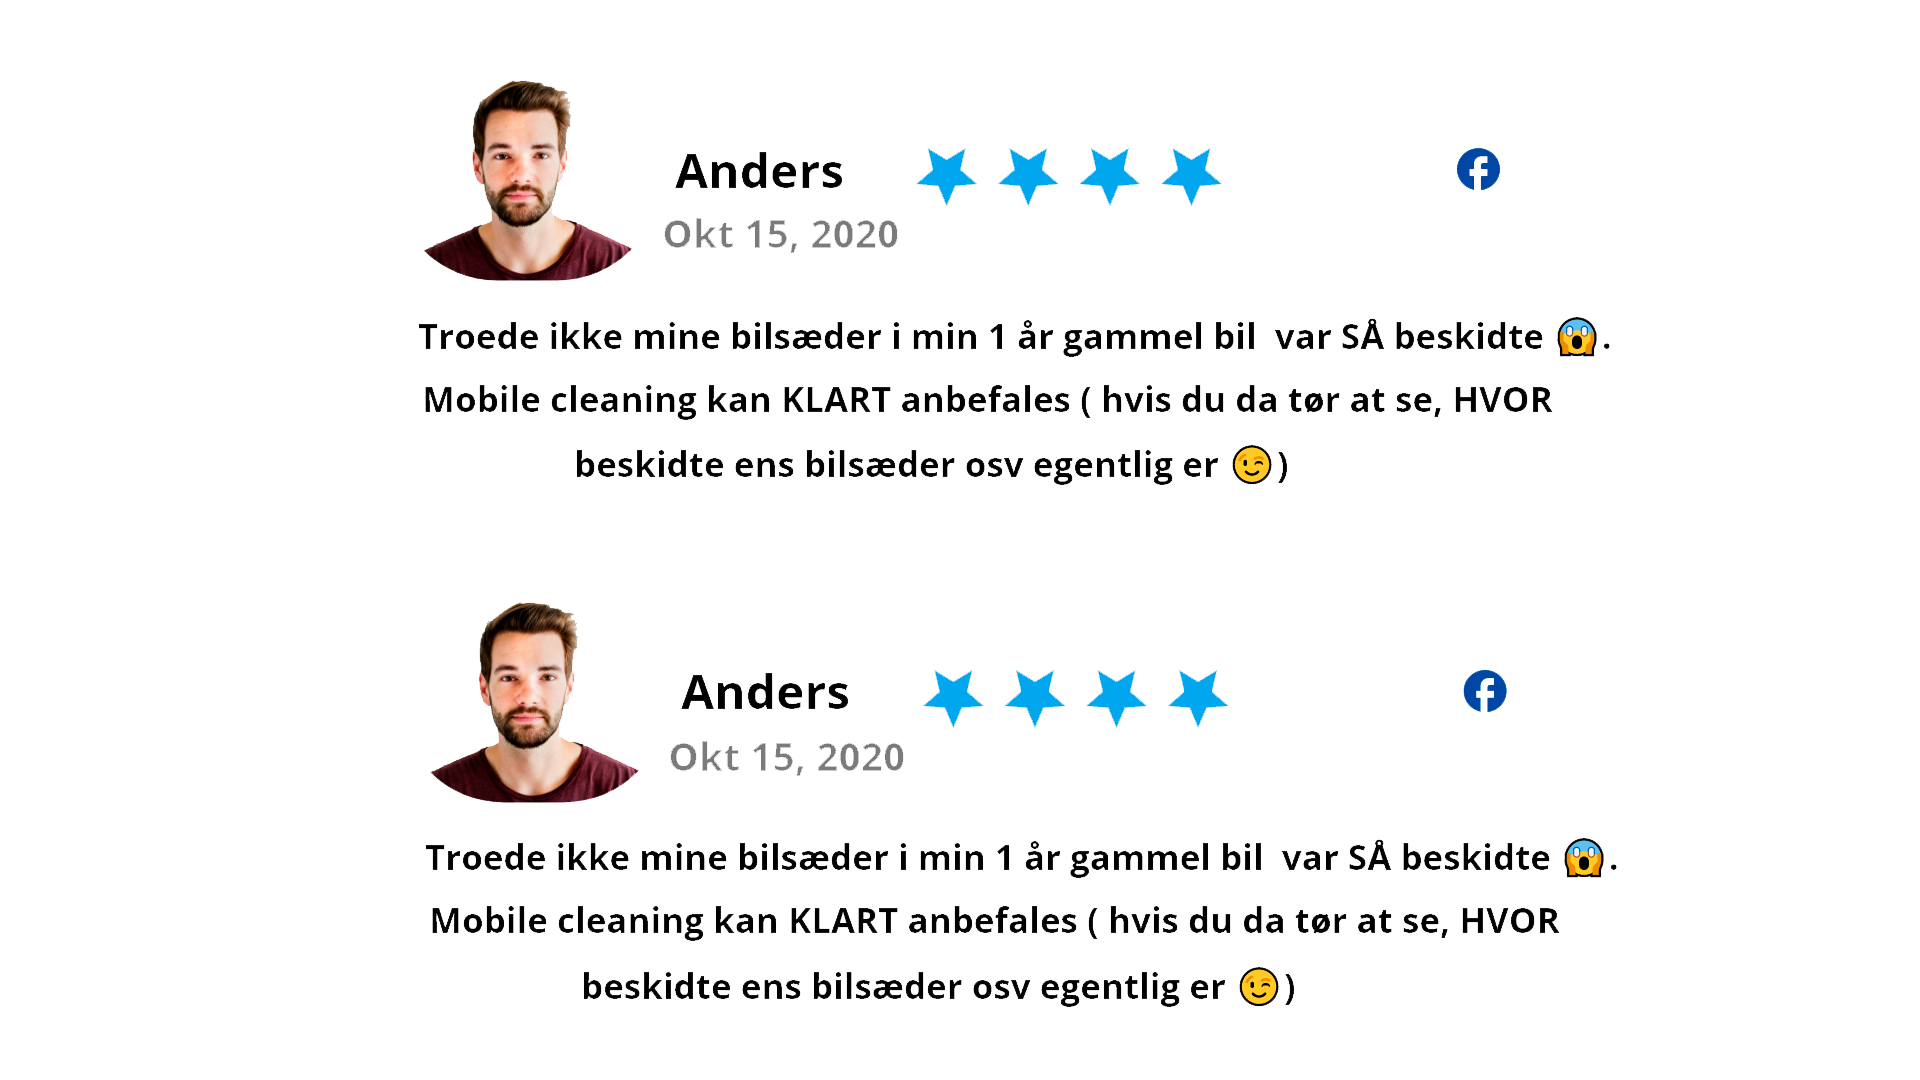 Anders
Okt 15, 2020
Troede ikke mine bilsæder i min 1 år gammel bil  var SÅ beskidte 😱.
Mobile cleaning kan KLART anbefales ( hvis du da tør at se, HVOR
beskidte ens bilsæder osv egentlig er 😉)
Anders
Okt 15, 2020
Troede ikke mine bilsæder i min 1 år gammel bil  var SÅ beskidte 😱.
Mobile cleaning kan KLART anbefales ( hvis du da tør at se, HVOR
beskidte ens bilsæder osv egentlig er 😉)